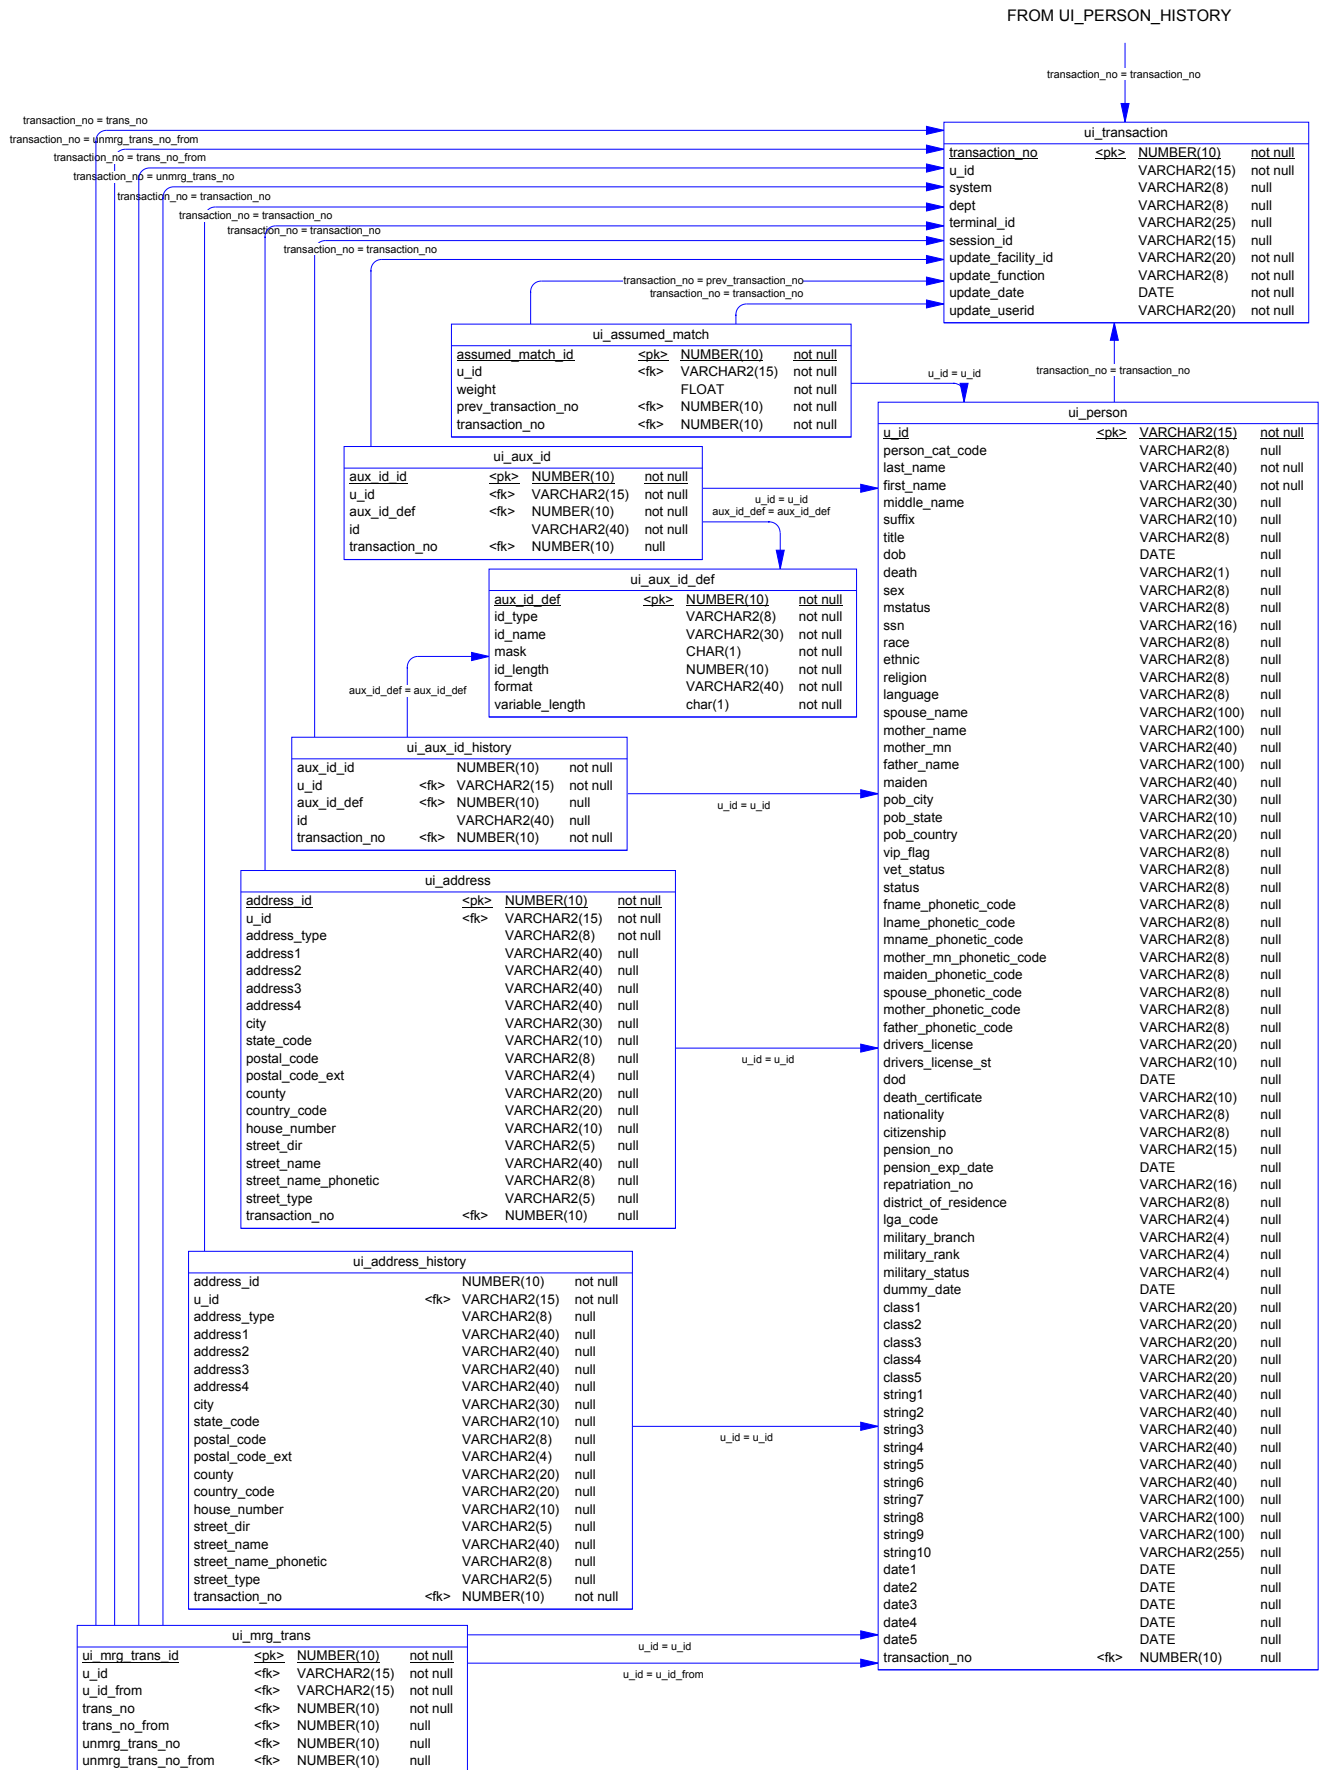 FROM UI_PERSON_HISTORY
transaction_no = transaction_no
transaction_no = trans_no
transaction_no = unmrg_trans_no_from
transaction_no = trans_no_from
transaction_no = unmrg_trans_no
transaction_no = transaction_no
transaction_no = transaction_no
transaction_no = transaction_no
transaction_no = transaction_no
ui_transaction
transaction_no <pk> NUMBER(10) not null
u_id VARCHAR2(15) not null
system VARCHAR2(8) null
dept VARCHAR2(8) null
terminal_id VARCHAR2(25) null
session_id VARCHAR2(15) null
update_facility_id VARCHAR2(20) not null
update_function VARCHAR2(8) not null
update_date DATE not null
update_userid VARCHAR2(20) not null
transaction_no = prev_transaction_no
transaction_no = transaction_no
ui_assumed_match
assumed_match_id <pk> NUMBER(10) not null
u_id <fk> VARCHAR2(15) not null
weight FLOAT not null
prev_transaction_no <fk> NUMBER(10) not null
transaction_no <fk> NUMBER(10) not null
u_id = u_id
transaction_no = transaction_no
ui_aux_id
aux_id_id <pk> NUMBER(10) not null
u_id <fk> VARCHAR2(15) not null
aux_id_def <fk> NUMBER(10) not null
id VARCHAR2(40) not null
transaction_no <fk> NUMBER(10) null
u_id = u_id
aux_id_def = aux_id_def
ui_aux_id_def
aux_id_def <pk> NUMBER(10) not null
id_type VARCHAR2(8) not null
id_name VARCHAR2(30) not null
mask CHAR(1) not null
id_length NUMBER(10) not null
format VARCHAR2(40) not null
variable_length char(1) not null
aux_id_def = aux_id_def
ui_aux_id_history
aux_id_id NUMBER(10) not null
u_id <fk> VARCHAR2(15) not null
aux_id_def <fk> NUMBER(10) null
id VARCHAR2(40) null
transaction_no <fk> NUMBER(10) not null
u_id = u_id
ui_address
address_id <pk> NUMBER(10) not null
u_id <fk> VARCHAR2(15) not null
address_type VARCHAR2(8) not null
address1 VARCHAR2(40) null
address2 VARCHAR2(40) null
address3 VARCHAR2(40) null
address4 VARCHAR2(40) null
city VARCHAR2(30) null
state_code VARCHAR2(10) null
postal_code VARCHAR2(8) null
postal_code_ext VARCHAR2(4) null
county VARCHAR2(20) null
country_code VARCHAR2(20) null
house_number VARCHAR2(10) null
street_dir VARCHAR2(5) null
street_name VARCHAR2(40) null
street_name_phonetic VARCHAR2(8) null
street_type VARCHAR2(5) null
transaction_no <fk> NUMBER(10) null
u_id = u_id
ui_address_history
address_id NUMBER(10) not null
u_id <fk> VARCHAR2(15) not null
address_type VARCHAR2(8) null
address1 VARCHAR2(40) null
address2 VARCHAR2(40) null
address3 VARCHAR2(40) null
address4 VARCHAR2(40) null
city VARCHAR2(30) null
state_code VARCHAR2(10) null
postal_code VARCHAR2(8) null
postal_code_ext VARCHAR2(4) null
county VARCHAR2(20) null
country_code VARCHAR2(20) null
house_number VARCHAR2(10) null
street_dir VARCHAR2(5) null
street_name VARCHAR2(40) null
street_name_phonetic VARCHAR2(8) null
street_type VARCHAR2(5) null
transaction_no <fk> NUMBER(10) not null
u_id = u_id
ui_mrg_trans
ui_mrg_trans_id <pk> NUMBER(10) not null
u_id <fk> VARCHAR2(15) not null
u_id_from <fk> VARCHAR2(15) not null
trans_no <fk> NUMBER(10) not null
trans_no_from <fk> NUMBER(10) null
unmrg_trans_no <fk> NUMBER(10) null
unmrg_trans_no_from <fk> NUMBER(10) null
u_id = u_id
u_id = u_id_from
ui_person
u_id <pk> VARCHAR2(15) not null
person_cat_code VARCHAR2(8) null
last_name VARCHAR2(40) not null
first_name VARCHAR2(40) not null
middle_name VARCHAR2(30) null
suffix VARCHAR2(10) null
title VARCHAR2(8) null
dob DATE null
death VARCHAR2(1) null
sex VARCHAR2(8) null
mstatus VARCHAR2(8) null
ssn VARCHAR2(16) null
race VARCHAR2(8) null
ethnic VARCHAR2(8) null
religion VARCHAR2(8) null
language VARCHAR2(8) null
spouse_name VARCHAR2(100) null
mother_name VARCHAR2(100) null
mother_mn VARCHAR2(40) null
father_name VARCHAR2(100) null
maiden VARCHAR2(40) null
pob_city VARCHAR2(30) null
pob_state VARCHAR2(10) null
pob_country VARCHAR2(20) null
vip_flag VARCHAR2(8) null
vet_status VARCHAR2(8) null
status VARCHAR2(8) null
fname_phonetic_code VARCHAR2(8) null
lname_phonetic_code VARCHAR2(8) null
mname_phonetic_code VARCHAR2(8) null
mother_mn_phonetic_code VARCHAR2(8) null
maiden_phonetic_code VARCHAR2(8) null
spouse_phonetic_code VARCHAR2(8) null
mother_phonetic_code VARCHAR2(8) null
father_phonetic_code VARCHAR2(8) null
drivers_license VARCHAR2(20) null
drivers_license_st VARCHAR2(10) null
dod DATE null
death_certificate VARCHAR2(10) null
nationality VARCHAR2(8) null
citizenship VARCHAR2(8) null
pension_no VARCHAR2(15) null
pension_exp_date DATE null
repatriation_no VARCHAR2(16) null
district_of_residence VARCHAR2(8) null
lga_code VARCHAR2(4) null
military_branch VARCHAR2(4) null
military_rank VARCHAR2(4) null
military_status VARCHAR2(4) null
dummy_date DATE null
class1 VARCHAR2(20) null
class2 VARCHAR2(20) null
class3 VARCHAR2(20) null
class4 VARCHAR2(20) null
class5 VARCHAR2(20) null
string1 VARCHAR2(40) null
string2 VARCHAR2(40) null
string3 VARCHAR2(40) null
string4 VARCHAR2(40) null
string5 VARCHAR2(40) null
string6 VARCHAR2(40) null
string7 VARCHAR2(100) null
string8 VARCHAR2(100) null
string9 VARCHAR2(100) null
string10 VARCHAR2(255) null
date1 DATE null
date2 DATE null
date3 DATE null
date4 DATE null
date5 DATE null
transaction_no <fk> NUMBER(10) null